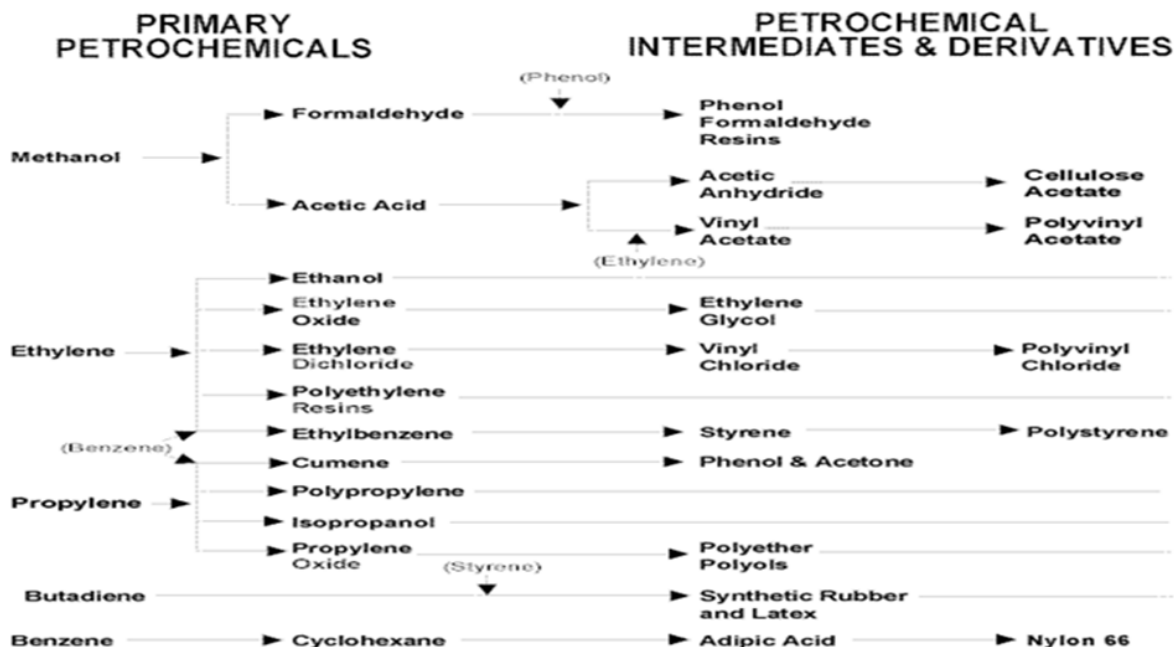 PRIMARY
PETROCHEMICALS
PETROCHEMICAL
INTERMEDIATES & DERIVATIVES
(Phenol)
Formaldehyde
Phenol
Formaldehyde
Resins
Methanol
Acetic Acid
Acetic
Anhydride
Cellulose
Acetate
Vinyl
Acetate
Polyvinyl
Acetate
(Ethylene)
Ethanol
Ethylene
Oxide
Ethylene
Glycol
Ethylene
Ethylene
Dichloride
Vinyl
Chloride
Polyvinyl
Chloride
Polyethylene
Resins
(Benzene)
Ethylbenzene
Styrene
Polystyrene
Cumene
Phenol & Acetone
Propylene
Polypropylene
Isopropanol
Propylene
Oxide
(Styrene)
Polyether
Polyols
Butadiene
Synthetic Rubber
and Latex
Benzene
Cyclohexane
Adipic Acid
Nylon 66